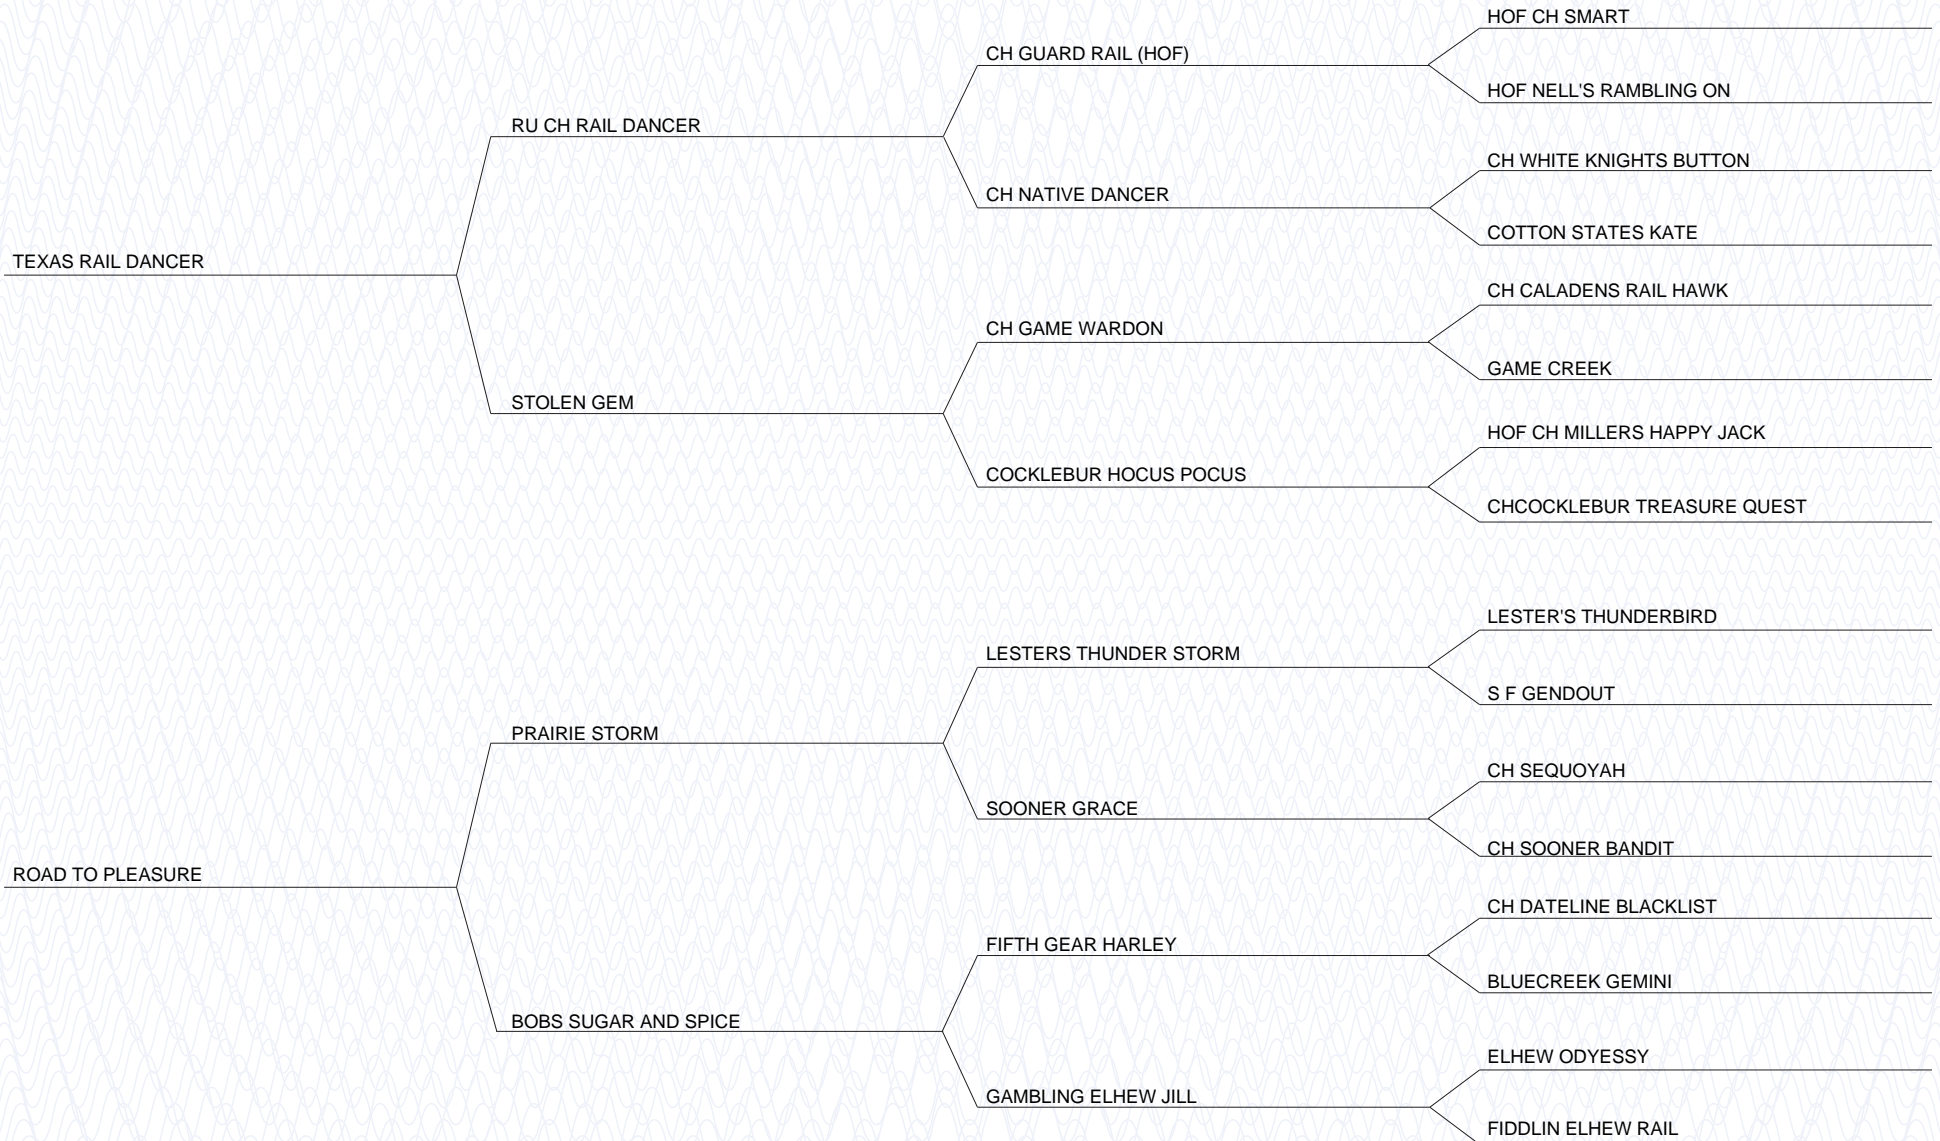 HOF CH SMART
CH GUARD RAIL (HOF)
HOF NELL'S RAMBLING ON
RU CH RAIL DANCER
CH WHITE KNIGHTS BUTTON
CH NATIVE DANCER
COTTON STATES KATE
TEXAS RAIL DANCER
CH CALADENS RAIL HAWK
CH GAME WARDON
GAME CREEK
STOLEN GEM
HOF CH MILLERS HAPPY JACK
COCKLEBUR HOCUS POCUS
CHCOCKLEBUR TREASURE QUEST
LESTER'S THUNDERBIRD
LESTERS THUNDER STORM
S F GENDOUT
PRAIRIE STORM
CH SEQUOYAH
SOONER GRACE
CH SOONER BANDIT
ROAD TO PLEASURE
CH DATELINE BLACKLIST
FIFTH GEAR HARLEY
BLUECREEK GEMINI
BOBS SUGAR AND SPICE
ELHEW ODYESSY
GAMBLING ELHEW JILL
FIDDLIN ELHEW RAIL